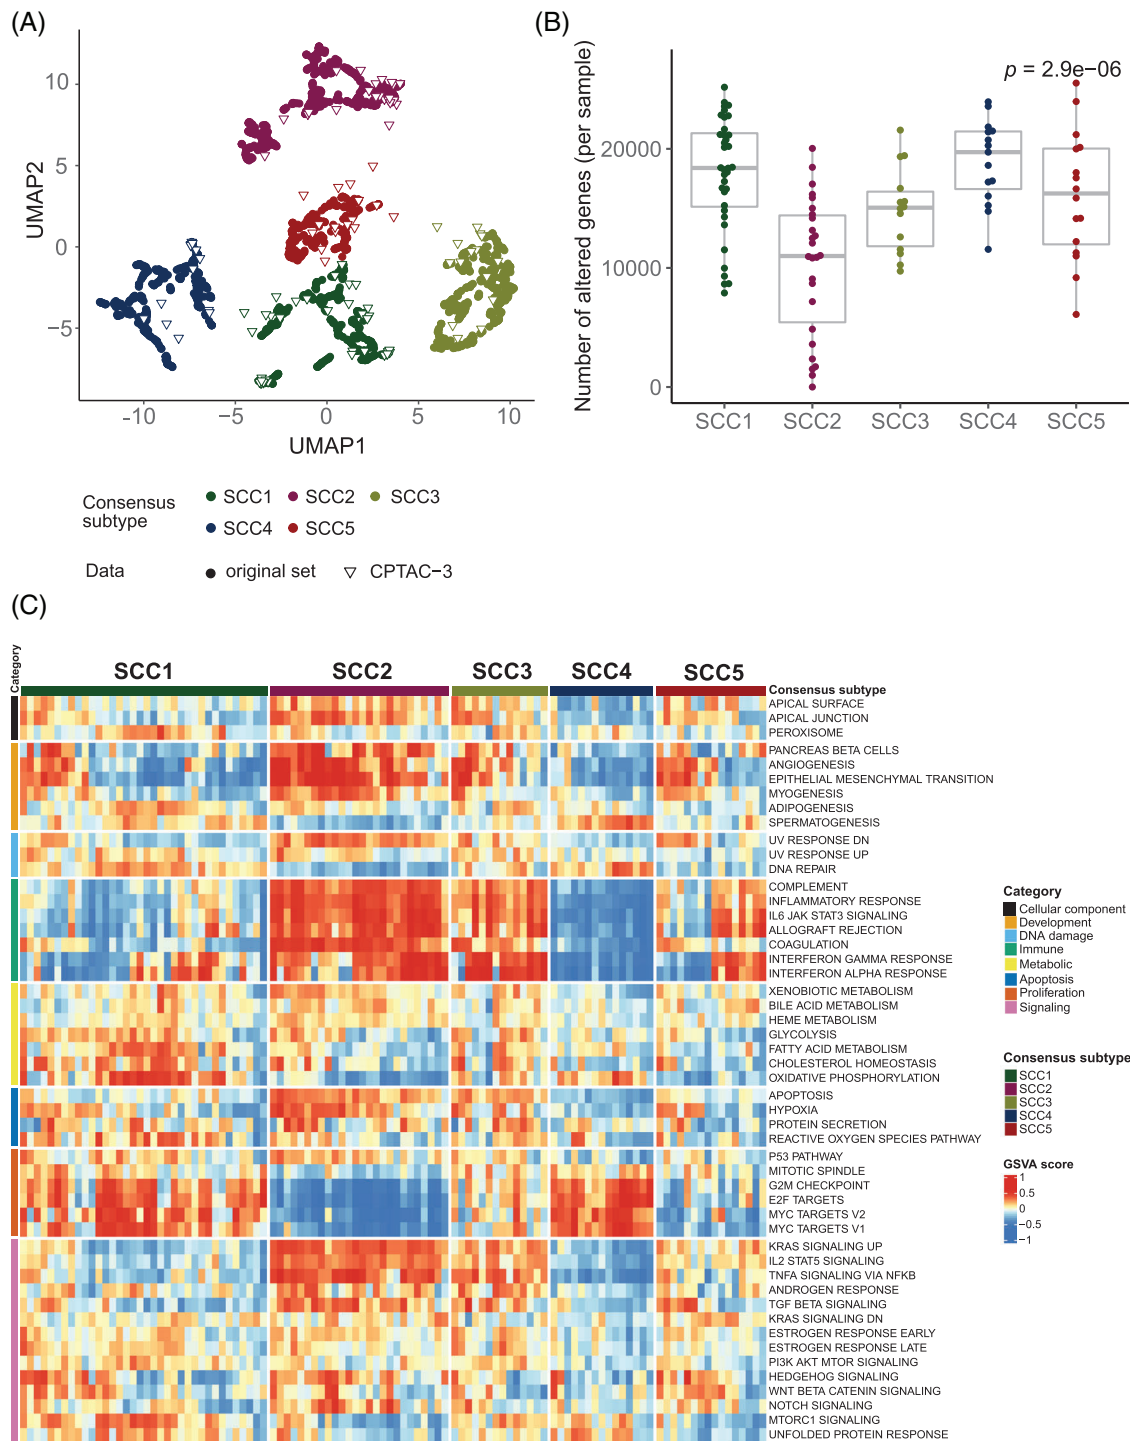 (A)
(B)
UMAP2
10
5
0
−5
−10
−5
0
5
10
UMAP1
Number of altered genes (per sample)
p = 2.9e−06
20000
10000
0
SCC1
SCC2
SCC3
SCC4
SCC5
Consensus
subtype
SCC1
SCC2
SCC3
SCC4
SCC5
Data
original set
CPTAC−3
(C)
Category
SCC1
SCC2
SCC3
SCC4
SCC5
Consensus subtype
APICAL SURFACE
APICAL JUNCTION
PEROXISOME
PANCREAS BETA CELLS
ANGIOGENESIS
EPITHELIAL MESENCHYMAL TRANSITION
MYOGENESIS
ADIPOGENESIS
SPERMATOGENESIS
UV RESPONSE DN
UV RESPONSE UP
DNA REPAIR
COMPLEMENT
INFLAMMATORY RESPONSE
IL6 JAK STAT3 SIGNALING
ALLOGRAFT REJECTION
COAGULATION
INTERFERON GAMMA RESPONSE
INTERFERON ALPHA RESPONSE
XENOBIOTIC METABOLISM
BILE ACID METABOLISM
HEME METABOLISM
GLYCOLYSIS
FATTY ACID METABOLISM
CHOLESTEROL HOMEOSTASIS
OXIDATIVE PHOSPHORYLATION
APOPTOSIS
HYPOXIA
PROTEIN SECRETION
REACTIVE OXYGEN SPECIES PATHWAY
P53 PATHWAY
MITOTIC SPINDLE
G2M CHECKPOINT
E2F TARGETS
MYC TARGETS V2
MYC TARGETS V1
KRAS SIGNALING UP
IL2 STAT5 SIGNALING
TNFA SIGNALING VIA NFKB
ANDROGEN RESPONSE
TGF BETA SIGNALING
KRAS SIGNALING DN
ESTROGEN RESPONSE EARLY
ESTROGEN RESPONSE LATE
PI3K AKT MTOR SIGNALING
HEDGEHOG SIGNALING
WNT BETA CATENIN SIGNALING
NOTCH SIGNALING
MTORC1 SIGNALING
UNFOLDED PROTEIN RESPONSE
Category
Cellular component
Development
DNA damage
Immune
Metabolic
Apoptosis
Proliferation
Signaling
Consensus subtype
SCC1
SCC2
SCC3
SCC4
SCC5
GSVA score
1
0.5
0
−0.5
−1